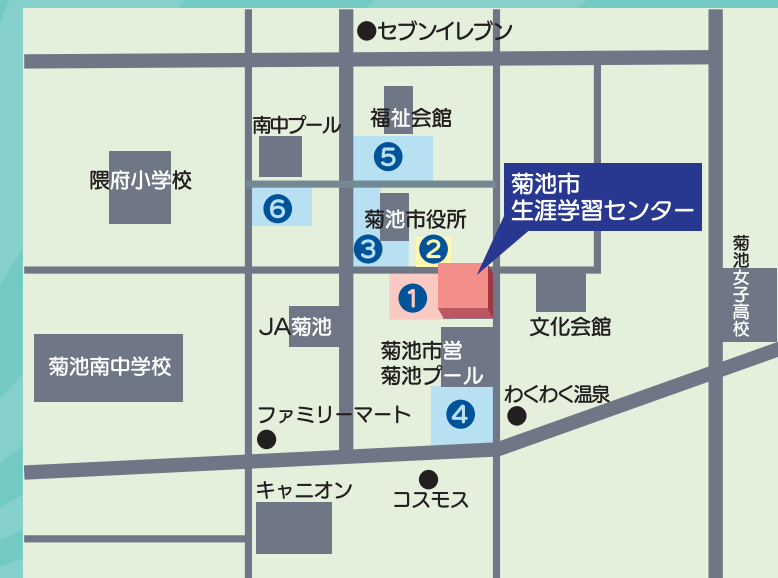 セブンイレブン
南中プール
福祉会館
5
隈府小学校
菊池市
生涯学習センター
6
菊池市役所
3
2
菊池女子高校
1
JA菊池
文化会館
菊池市営
菊池プール
菊池南中学校
わくわく温泉
ファミリーマート
4
キャニオン
コスモス